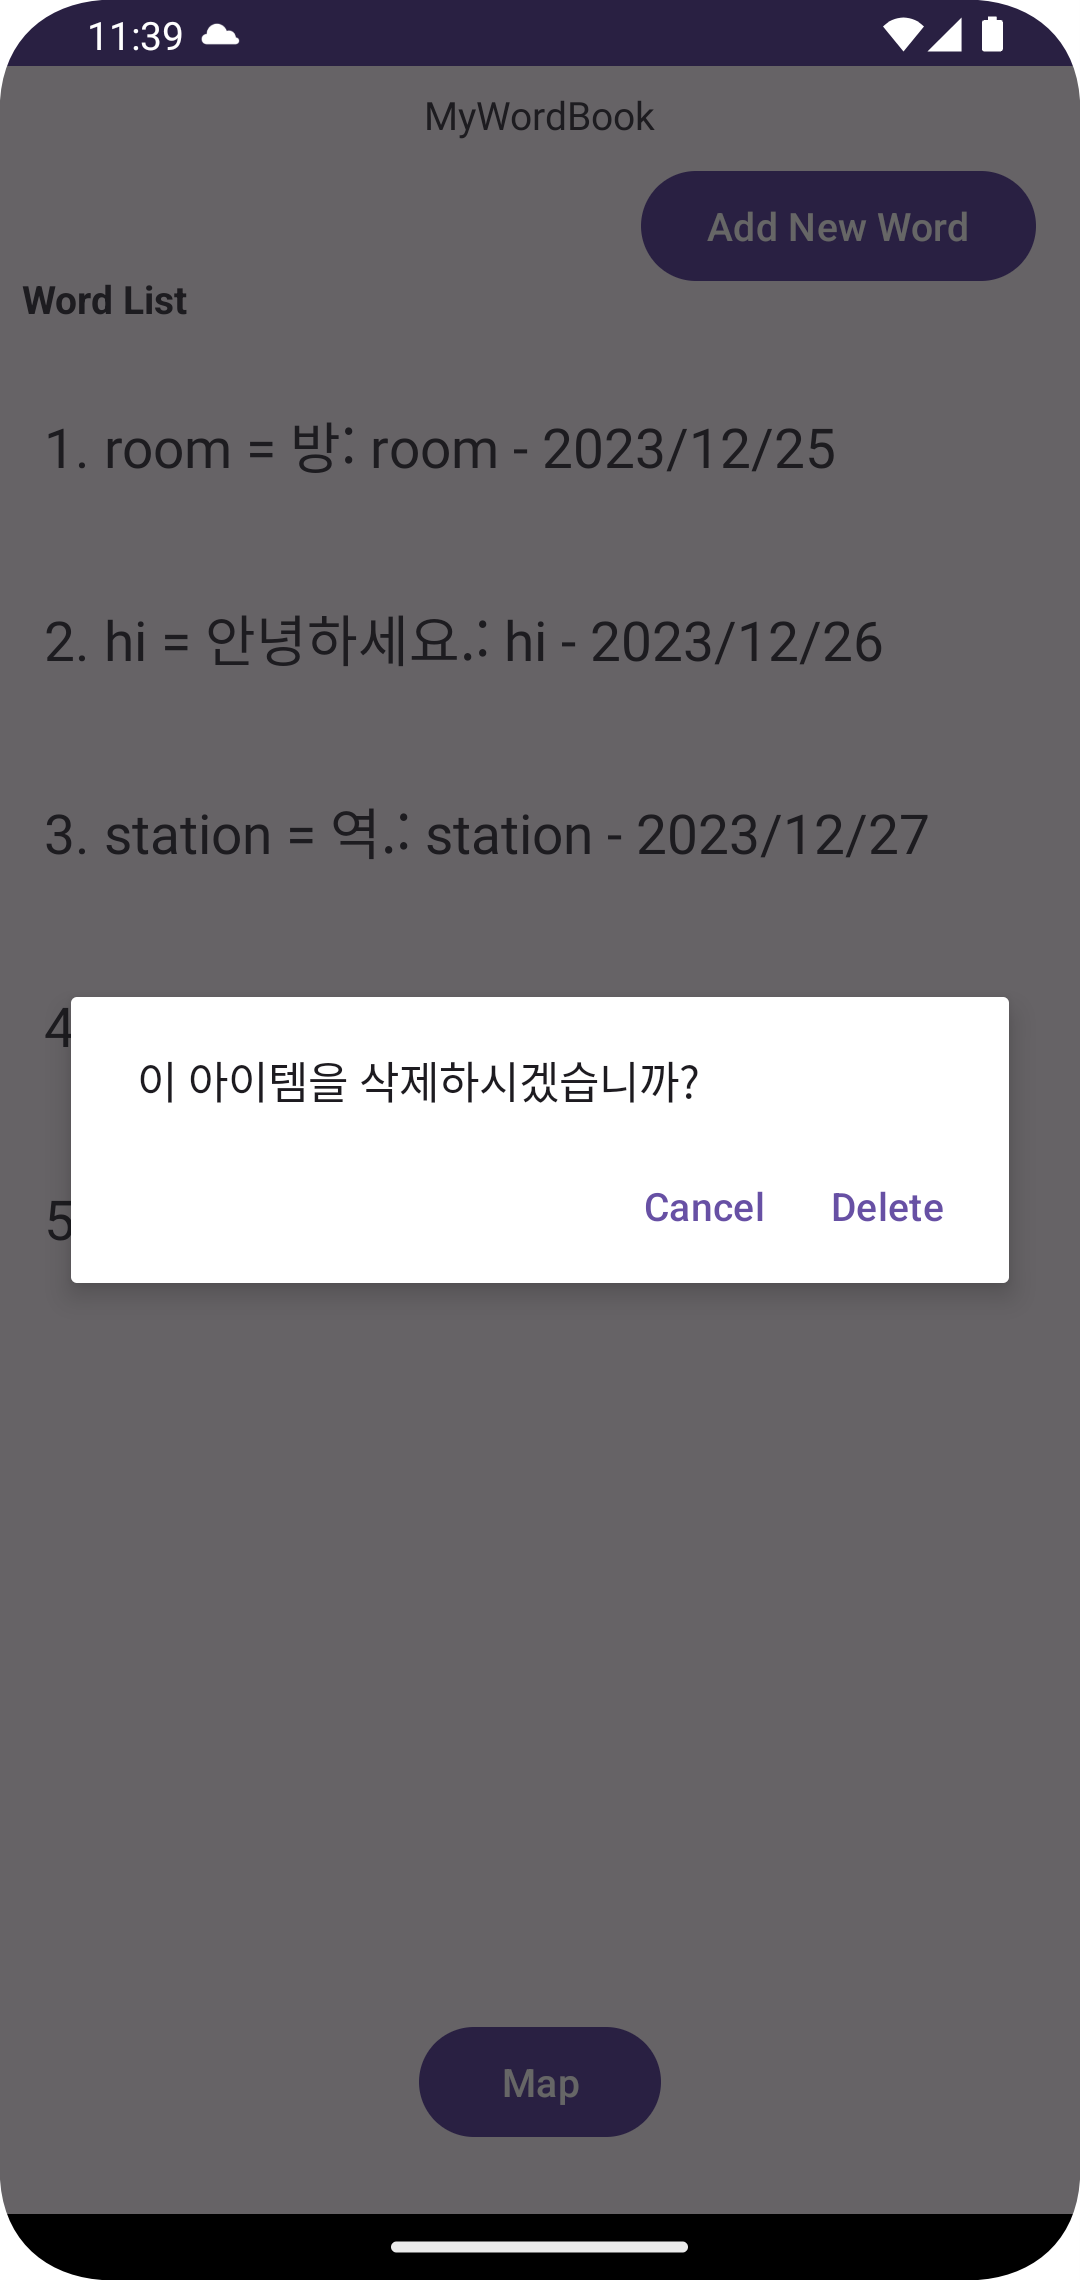 11:39
MyWordBook
Add New Word
Word List
1. room = 방: room - 2023/12/25
2. hi = 안녕하세요.: hi - 2023/12/26
3. station = 역.: station - 2023/12/27
4
이 아이템을 삭제하시겠습니까?
Cancel Delete
5
Map